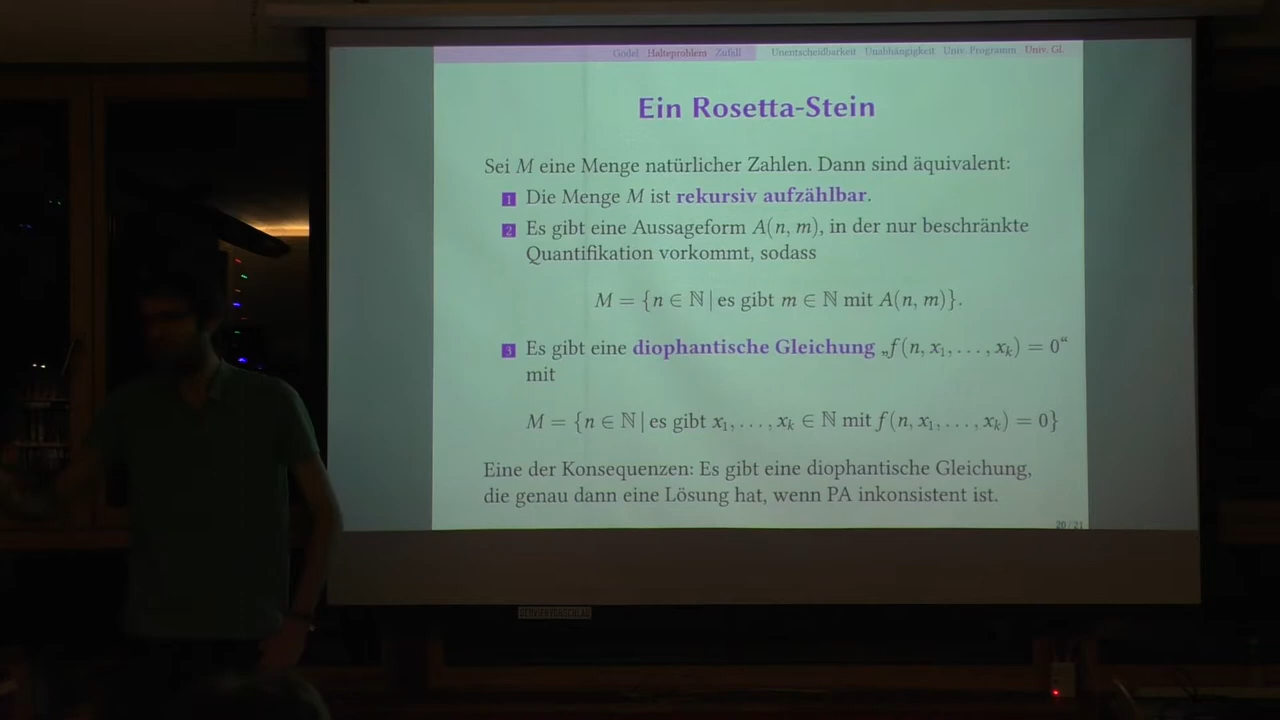 Gödel Halteproblem Zufall Unentscheidbarkeit Unabhängigkeit Univ. Programm Univ. Gl.
Ein Rosetta-Stein
Sei M eine Menge natürlicher Zahlen. Dann sind äquivalent:
1 Die Menge M ist rekursiv aufzählbar.
2 Es gibt eine Aussageform A(n, m), in der nur beschränkte
Quantifikation vorkommt, sodass
M = {n ∈ ℕ | es gibt m ∈ ℕ mit A(n, m)}.
3 Es gibt eine diophantische Gleichung „f(n, x₁, . . . , xₖ) = 0“
mit
M = {n ∈ ℕ | es gibt x₁, . . . , xₖ ∈ ℕ mit f(n, x₁, . . . , xₖ) = 0}
Eine der Konsequenzen: Es gibt eine diophantische Gleichung,
die genau dann eine Lösung hat, wenn PA inkonsistent ist.
20 / 21
SERVIERVORSCHLAG